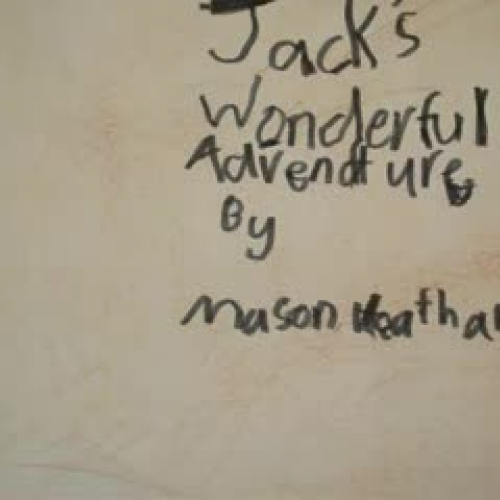 Jack's
Wonderful
Advendture
By
Mason